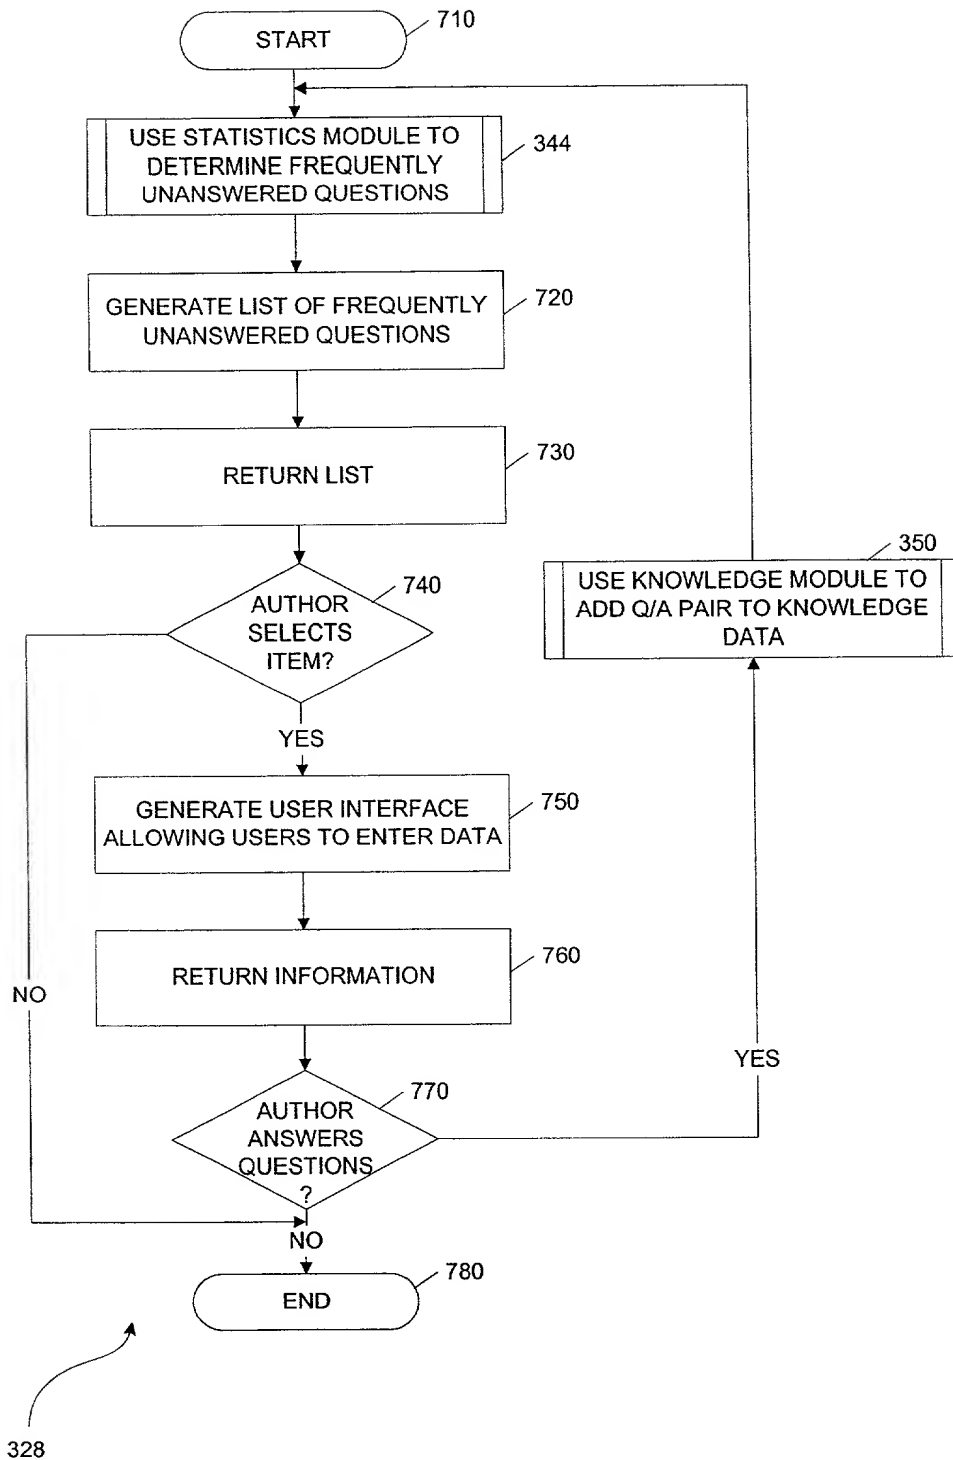 710
START
USE STATISTICS MODULE TO
DETERMINE FREQUENTLY
UNANSWERED QUESTIONS
344
GENERATE LIST OF FREQUENTLY
UNANSWERED QUESTIONS
720
RETURN LIST
730
350
USE KNOWLEDGE MODULE TO
ADD Q/A PAIR TO KNOWLEDGE
DATA
740
AUTHOR
SELECTS
ITEM?
YES
GENERATE USER INTERFACE
ALLOWING USERS TO ENTER DATA
750
RETURN INFORMATION
760
NO
YES
770
AUTHOR
ANSWERS
QUESTIONS
?
NO
END
780
328